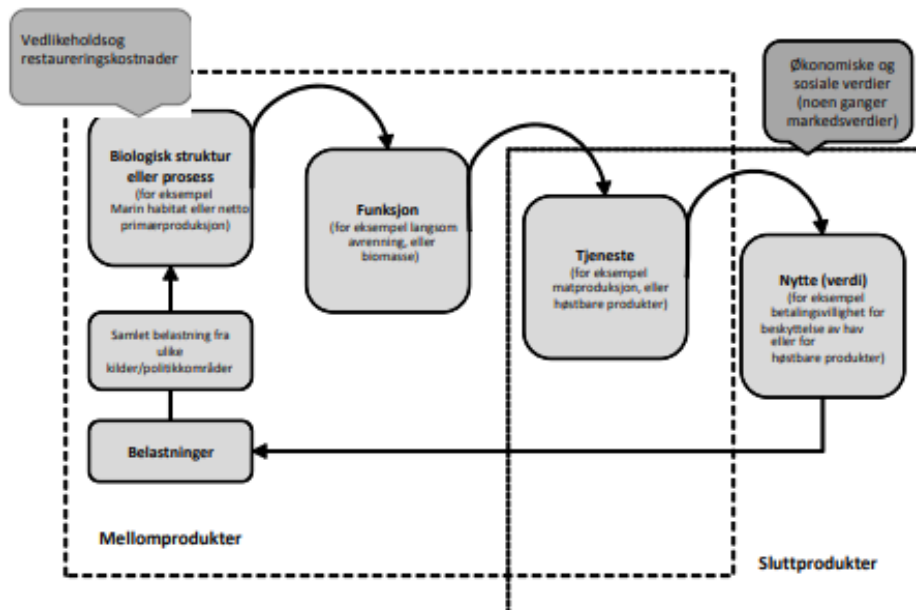 Vedlikeholdsog
restaureringskostnader
Økonomiske og
sosiale verdier
(noen ganger
markedsverdier)
Biologisk struktur
eller prosess
(for eksempel
Marin habitat eller netto
primærproduksjon)
Funksjon
(for eksempel langsom
avrenning, eller
biomasse)
Tjeneste
(for eksempel
matproduksjon, eller
høstbare produkter)
Nytte (verdi)
(for eksempel
betalingsvillighet for
beskyttelse av hav
eller for
høstbare produkter)
Samlet belastning fra
ulike
kilder/politikkområder
Belastninger
Mellomprodukter
Sluttprodukter